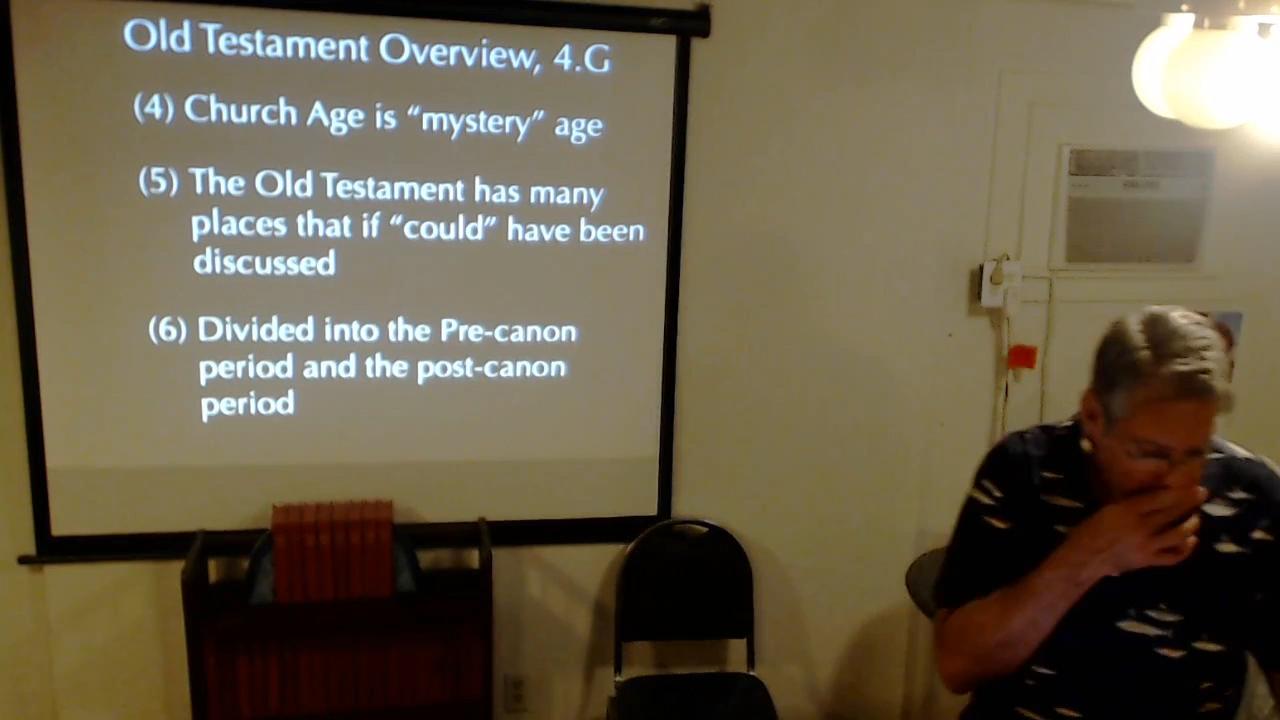 Old Testament Overview, 4.G
(4) Church Age is “mystery” age
(5) The Old Testament has many
places that if “could” have been
discussed
(6) Divided into the Pre-canon
period and the post-canon
period